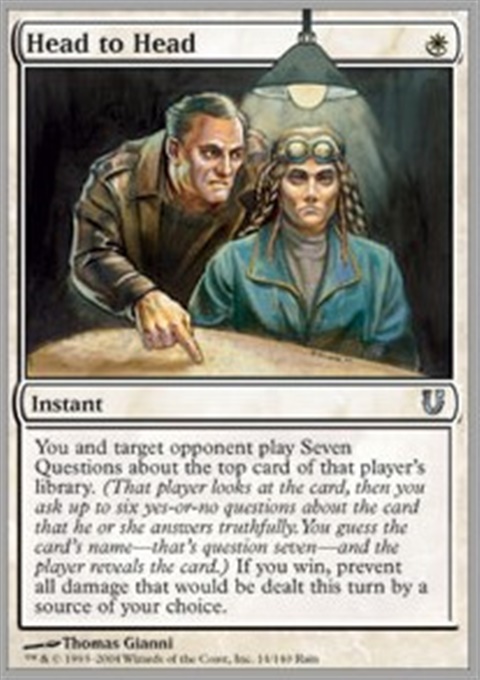 Head to Head
Instant
You and target opponent play Seven
Questions about the top card of that player's
library. (That player looks at the card, then you
ask up to six yes-or-no questions about the card
that he or she answers truthfully. You guess the
card's name—that's question seven—and the
player reveals the card.) If you win, prevent
all damage that would be dealt this turn by a
source of your choice.
Thomas Gianni
™ & © 1993-2004 Wizards of the Coast, Inc. 14/140